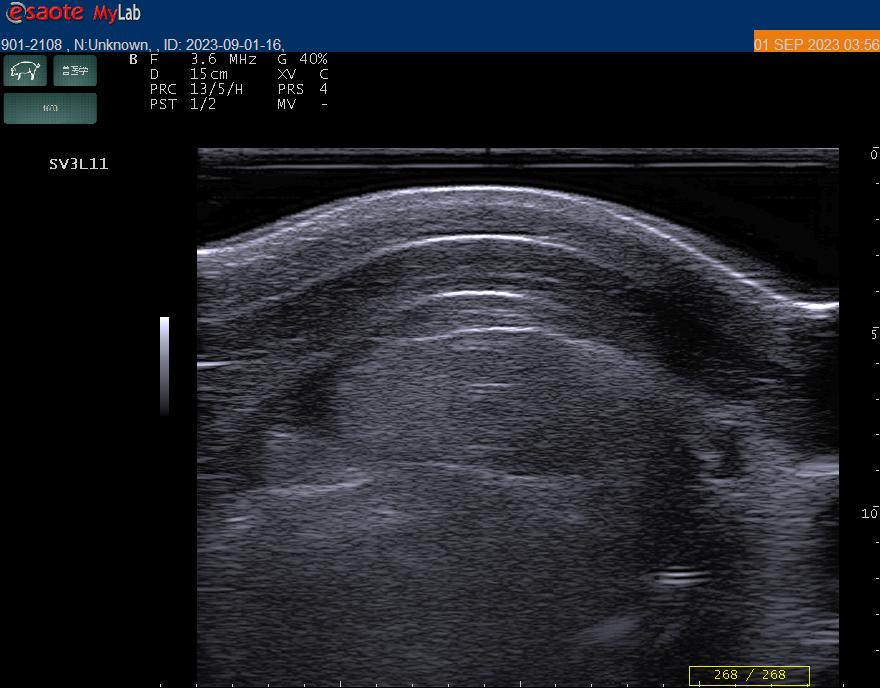 esaote MyLab
901-2108 , N:Unknown, , ID: 2023-09-01-16,
01 SEP 2023 03:56
B F 3.6 MHz G 40%
D 15cm XV C
PRC 13/5/H PRS 4
PST 1/2 MV -
兽医学
SV3L11
0
5
10
268 / 268